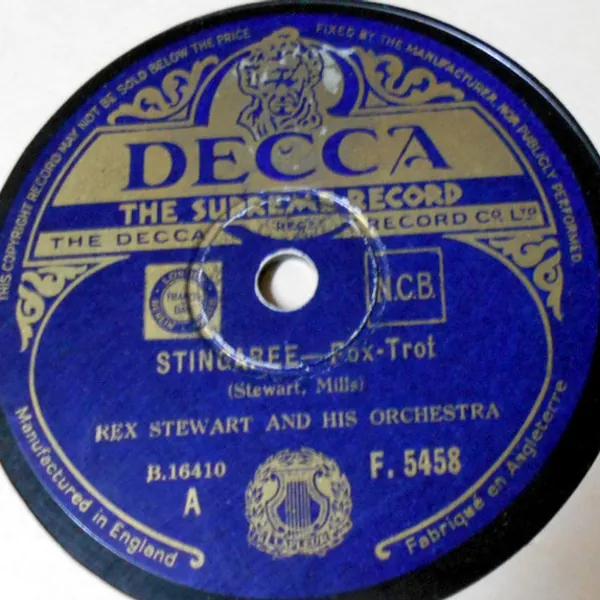 THIS COPYRIGHT RECORD MAY NOT BE SOLD BELOW THE PRICE FIXED BY THE MANUFACTURER, NOR PUBLICLY PERFORMED.
DECCA
THE SUPREME RECORD
THE DECCA RECORD CO. LTD
N.C.B.
STINGAREE—Fox-Trot
(Stewart, Mills)
REX STEWART AND HIS ORCHESTRA
B.16410
F. 5458
A
Manufactured in England
Fabriqué en Angleterre